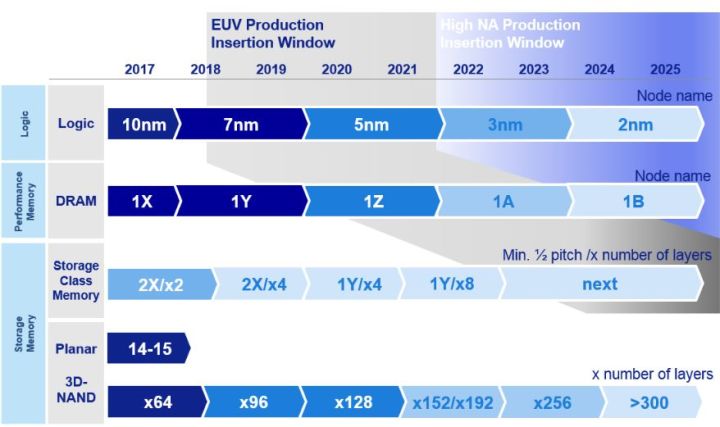 EUV Production
Insertion Window
High NA Production
Insertion Window
2017 2018 2019 2020 2021 2022 2023 2024 2025
Node name
Logic
Logic
10nm 7nm 5nm 3nm 2nm
Node name
Performance
Memory
DRAM
1X 1Y 1Z 1A 1B
Min. ½ pitch /x number of layers
Storage
Class
Memory
2X/x2 2X/x4 1Y/x4 1Y/x8 next
Storage
Memory
Planar
14-15
x number of layers
3D-
NAND
x64 x96 x128 x152/x192 x256 >300